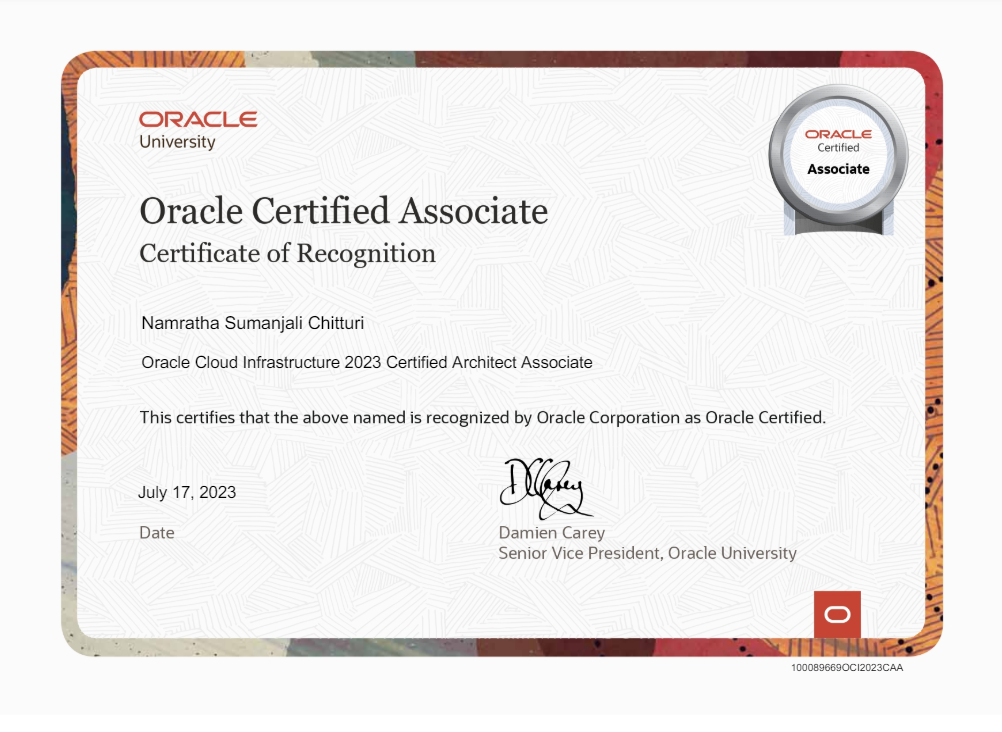 ORACLE
University
ORACLE
Certified
Associate
Oracle Certified Associate
Certificate of Recognition
Namratha Sumanjali Chitturi
Oracle Cloud Infrastructure 2023 Certified Architect Associate
This certifies that the above named is recognized by Oracle Corporation as Oracle Certified.
DCCarey
July 17, 2023
Date
Damien Carey
Senior Vice President, Oracle University
100089669OCI2023CAA